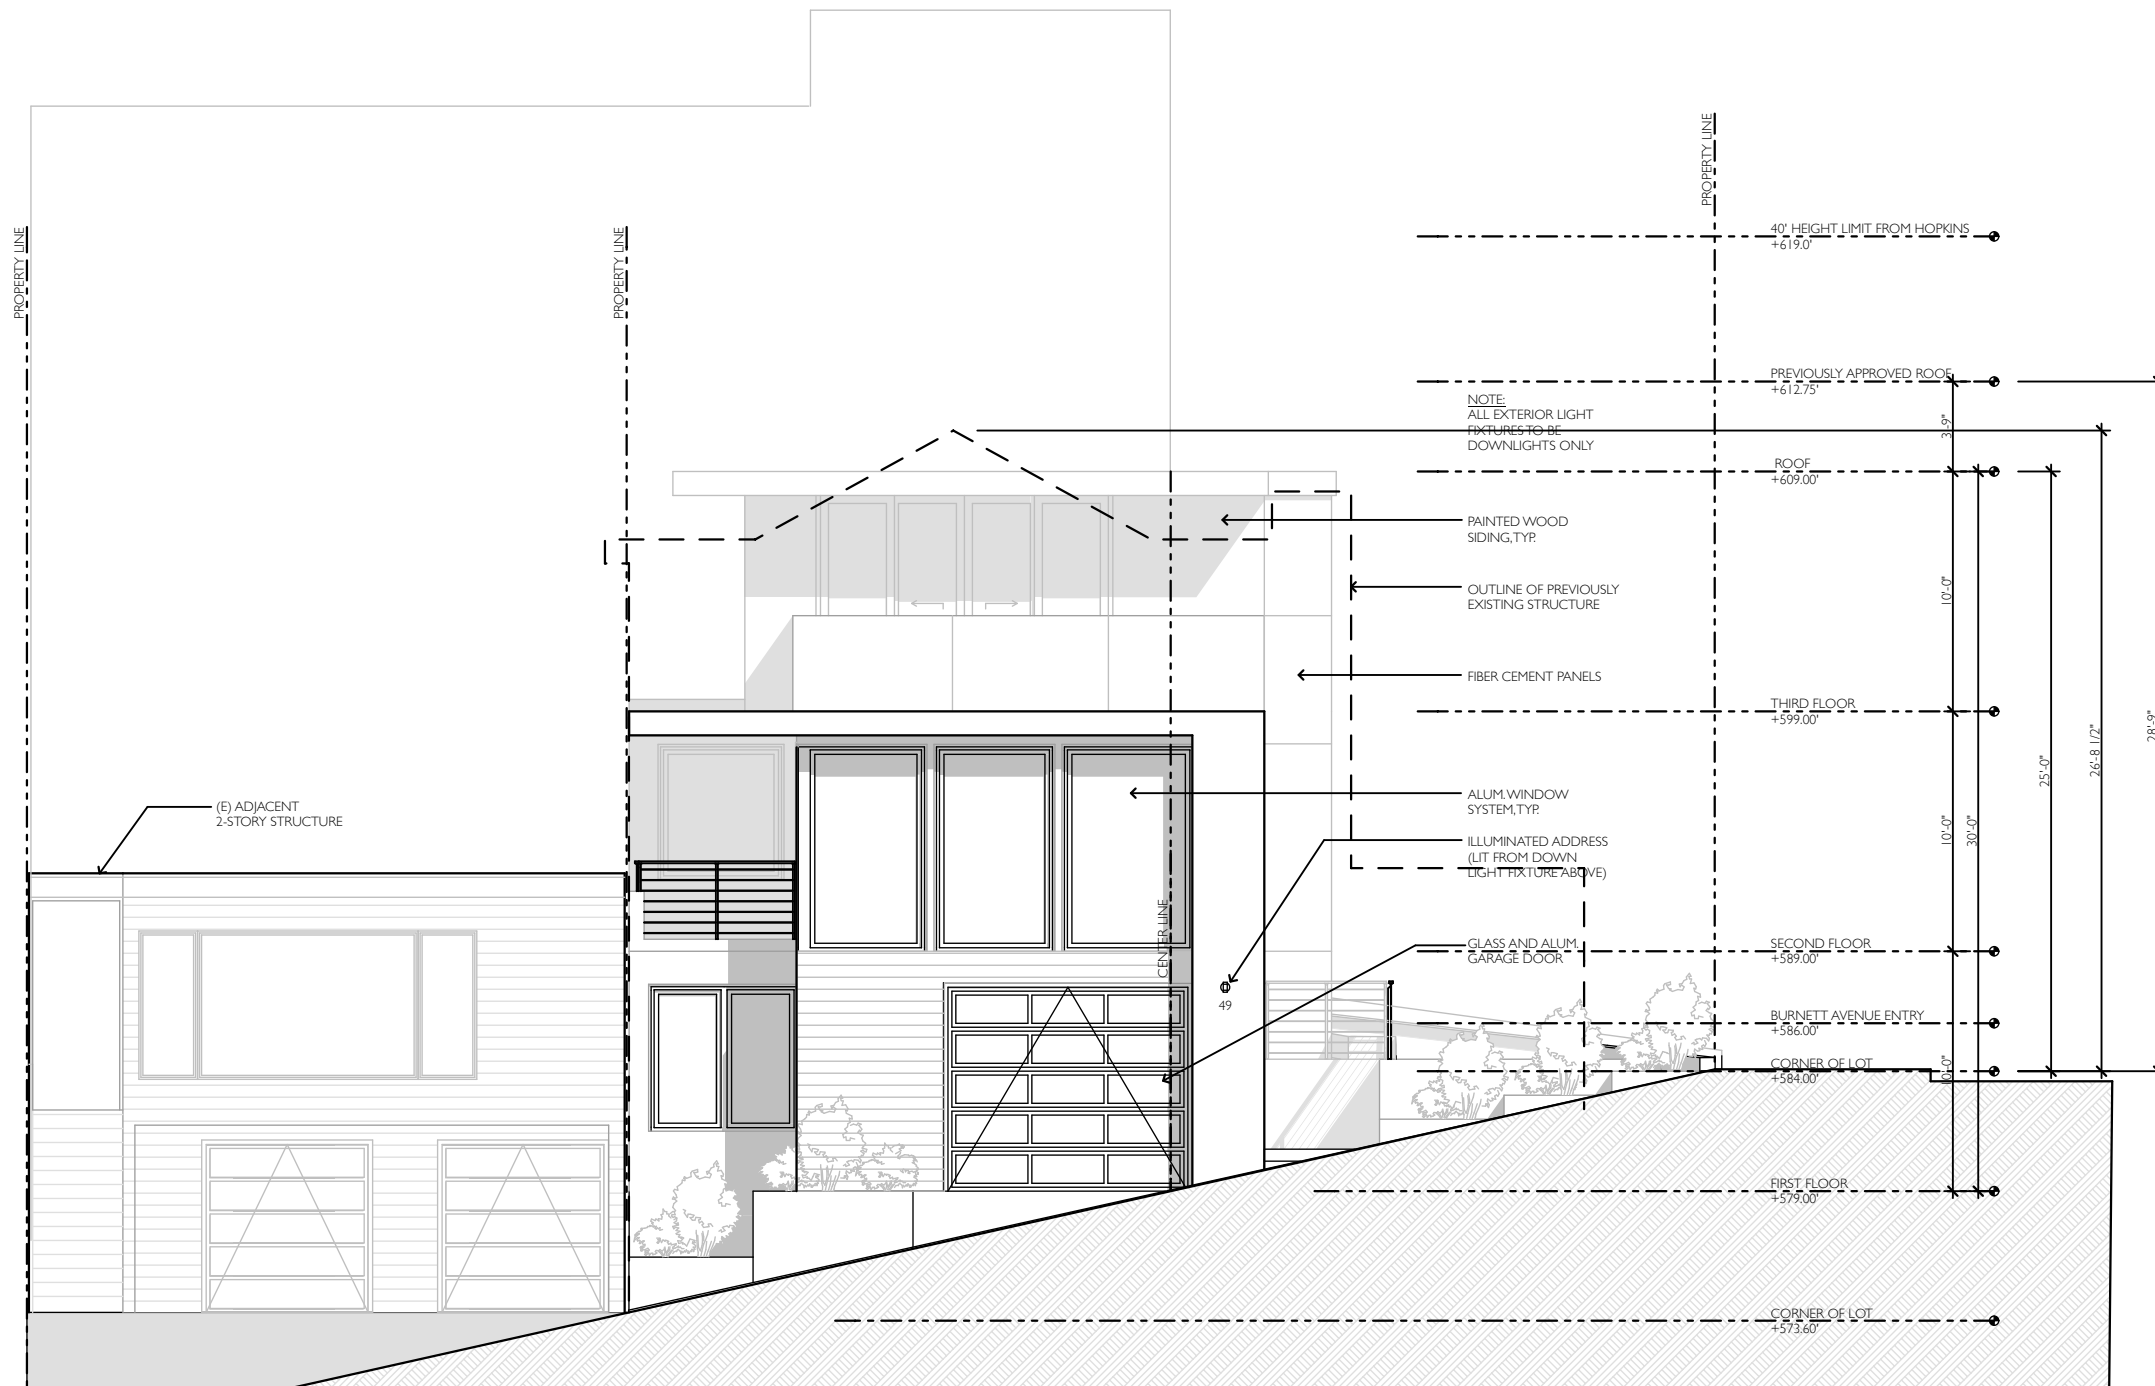 PROPERTY LINE
PROPERTY LINE
PROPERTY LINE
40' HEIGHT LIMIT FROM HOPKINS
+619.0'
PREVIOUSLY APPROVED ROOF
+612.75'
NOTE:
ALL EXTERIOR LIGHT
FIXTURES TO BE
DOWNLIGHTS ONLY
3'-9"
ROOF
+609.00'
PAINTED WOOD
SIDING, TYP.
OUTLINE OF PREVIOUSLY
EXISTING STRUCTURE
10'-0"
FIBER CEMENT PANELS
THIRD FLOOR
+599.00'
28'-9"
26'-8 1/2"
25'-0"
30'-0"
10'-0"
(E) ADJACENT
2-STORY STRUCTURE
ALUM. WINDOW
SYSTEM, TYP.
ILLUMINATED ADDRESS
(LIT FROM DOWN
LIGHT FIXTURE ABOVE)
CENTER LINE
GLASS AND ALUM.
GARAGE DOOR
SECOND FLOOR
+589.00'
49
BURNETT AVENUE ENTRY
+586.00'
CORNER OF LOT
+584.00'
10'-0"
FIRST FLOOR
+579.00'
CORNER OF LOT
+573.60'